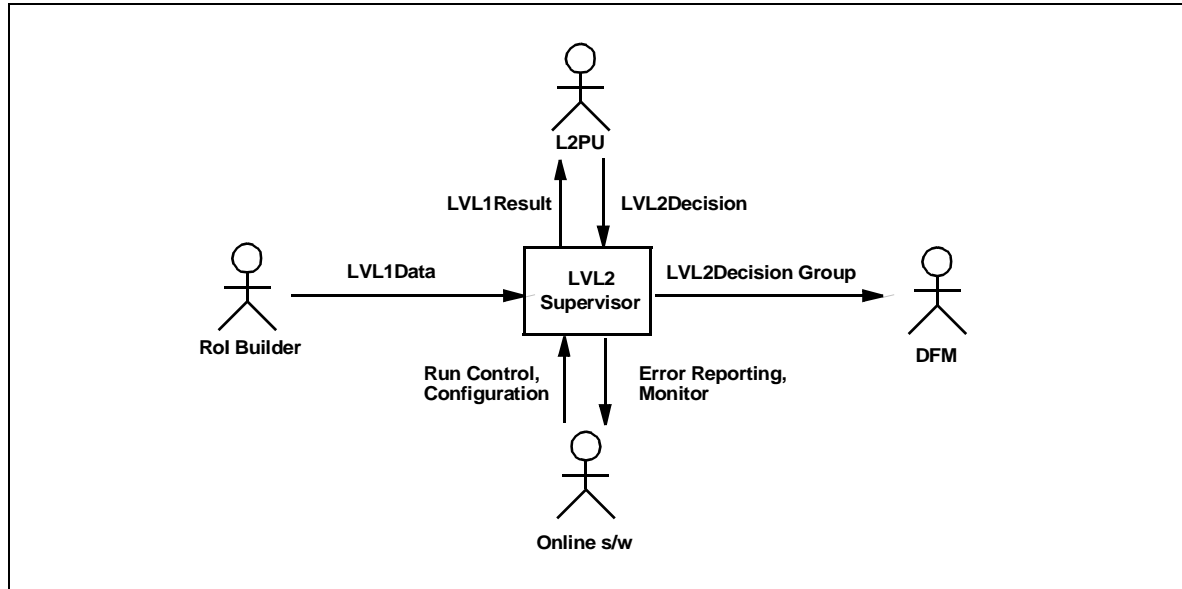 L2PU
LVL1Result
LVL2Decision
LVL1Data
LVL2
Supervisor
LVL2Decision Group
RoI Builder
DFM
Run Control,
Configuration
Error Reporting,
Monitor
Online s/w